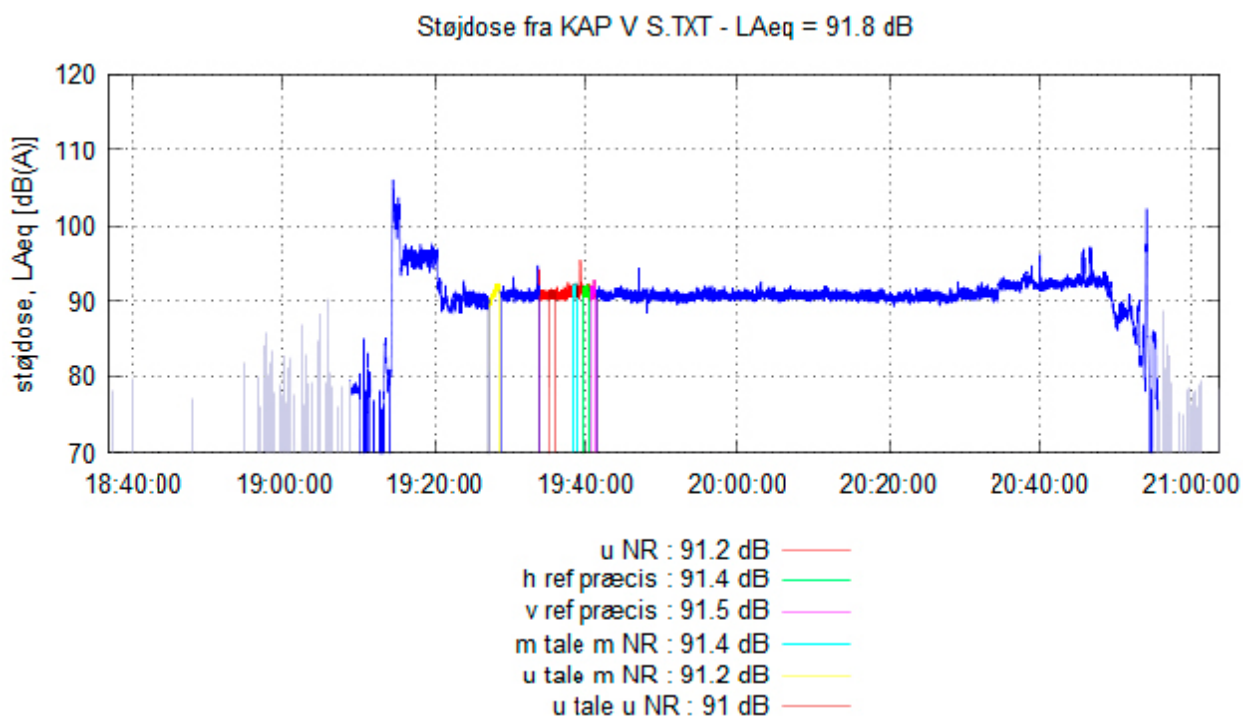 Støjdose fra KAP V S.TXT - LAeq = 91.8 dB
støjdose, LAeq [dB(A)]
120
110
100
90
80
70
18:40:00 19:00:00 19:20:00 19:40:00 20:00:00 20:20:00 20:40:00 21:00:00
u NR : 91.2 dB
h ref præcis : 91.4 dB
v ref præcis : 91.5 dB
m tale m NR : 91.4 dB
u tale m NR : 91.2 dB
u tale u NR : 91 dB